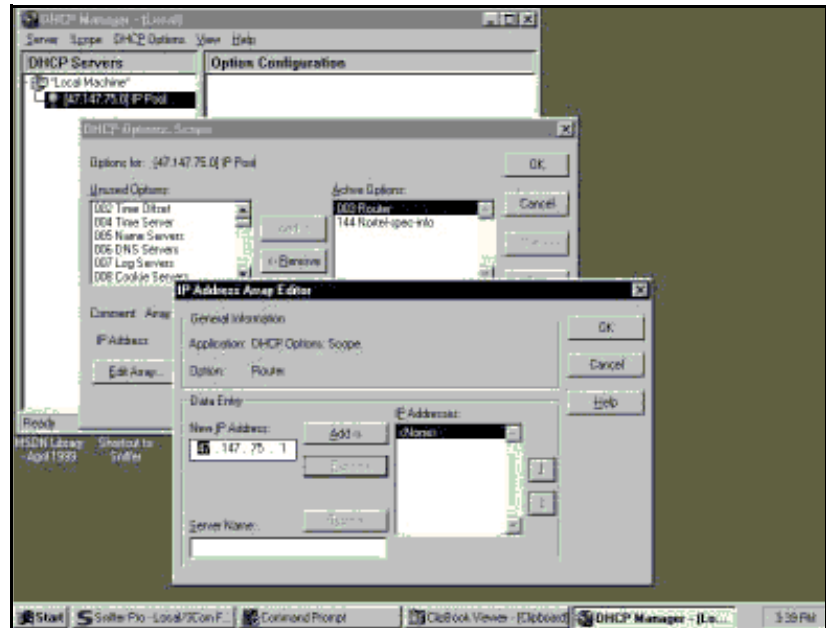 DHCP Manager - (Local)
Server Scope DHCP Options View Help
DHCP Servers
Option Configuration
"Local Machine"
[47.147.75.0] IP Pool
DHCP Options: Scope
Options for: [47.147.75.0] IP Pool
OK
Unused Options:
Active Options:
Cancel
002 Time Offset
004 Time Server
005 Name Servers
006 DNS Servers
007 Log Servers
008 Cookie Servers
003 Router
144 Nortel-spec-info
<- Remove
Comment: Array
IP Address:
Edit Array...
IP Address Array Editor
General Information
Application: DHCP Options: Scope.
Option: Router
OK
Cancel
Help
Data Entry
New IP Address:
47 .147 . 75 . 1
Add ->
IP Addresses:
<None>
Server Name:
Ready
MSDN Library - April 1999
Shortcut to Sniffer
Start
Sniffer Pro - Local/3Com F...
Command Prompt
ClipBook Viewer - [Clipboard]
DHCP Manager - (Lo...
5:39 PM